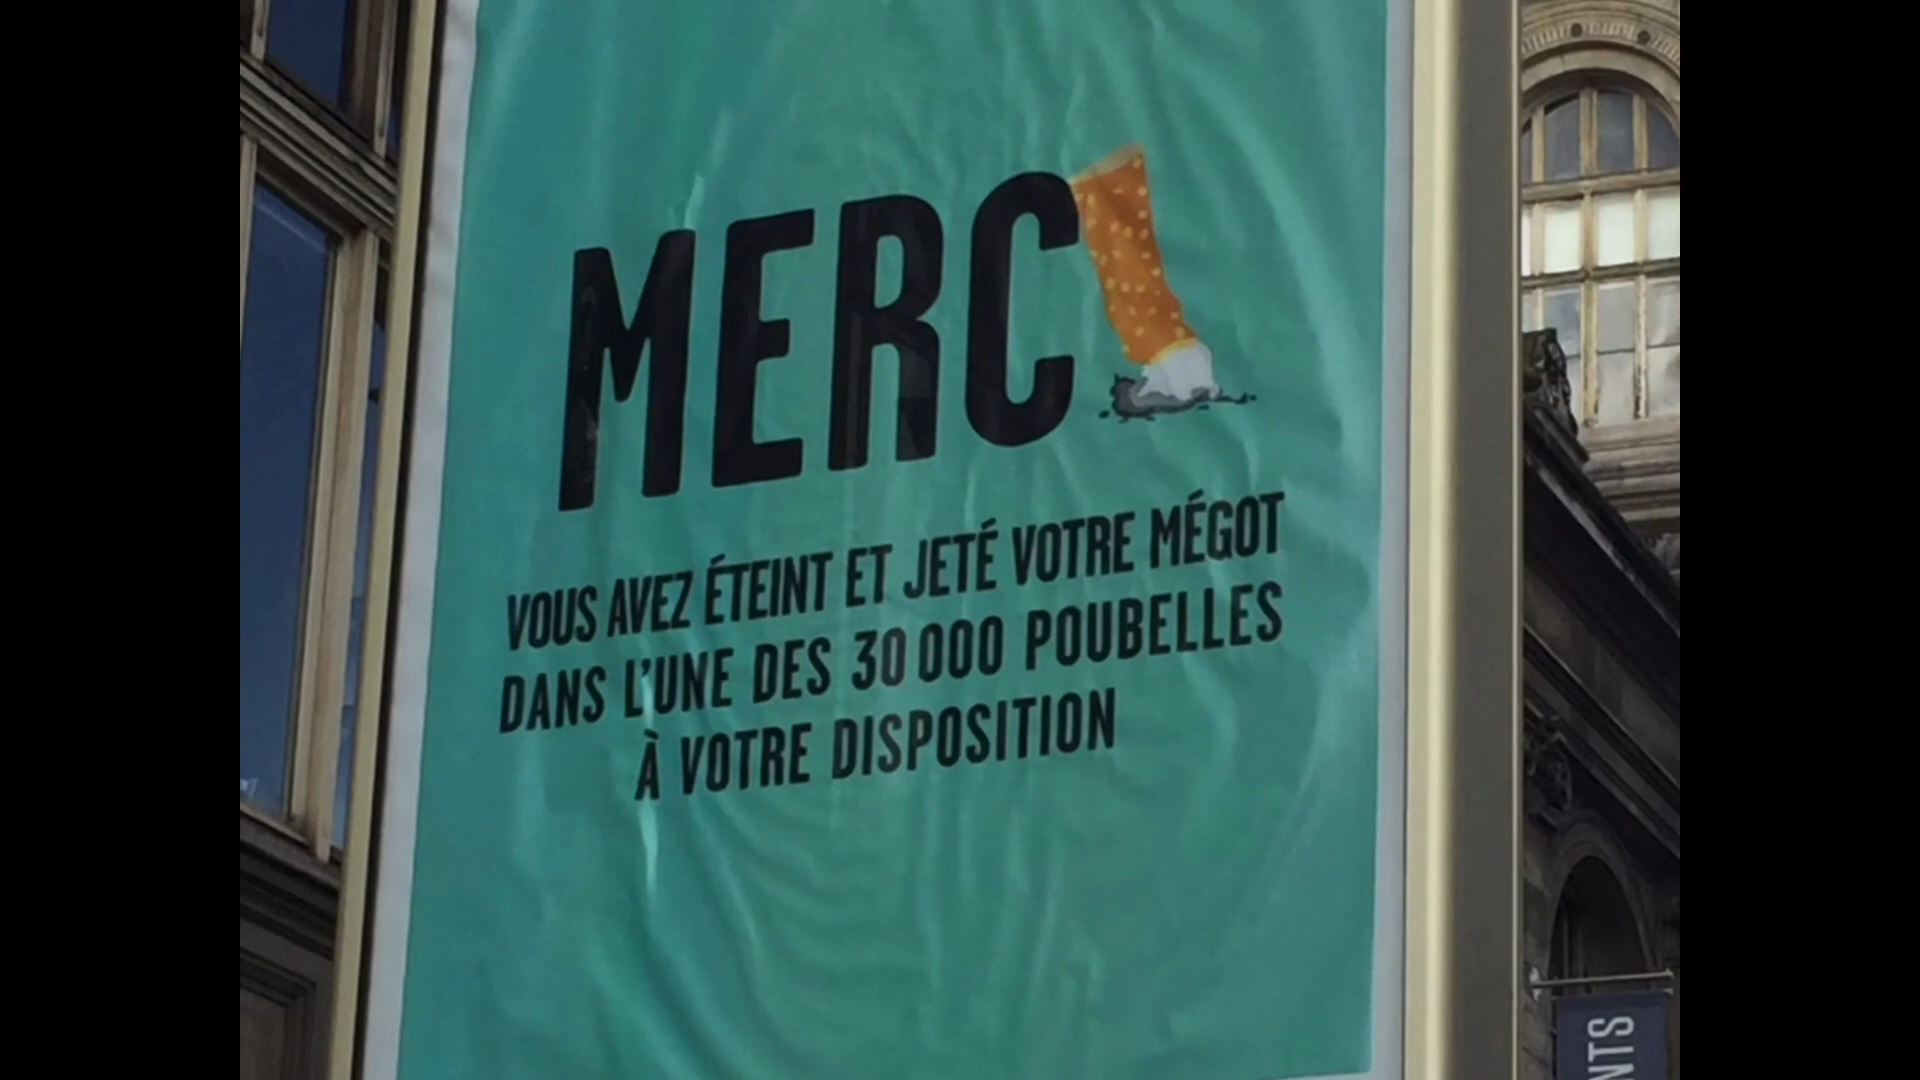 MERC
VOUS AVEZ ÉTEINT ET JETÉ VOTRE MÉGOT
DANS L'UNE DES 30 000 POUBELLES
À VOTRE DISPOSITION